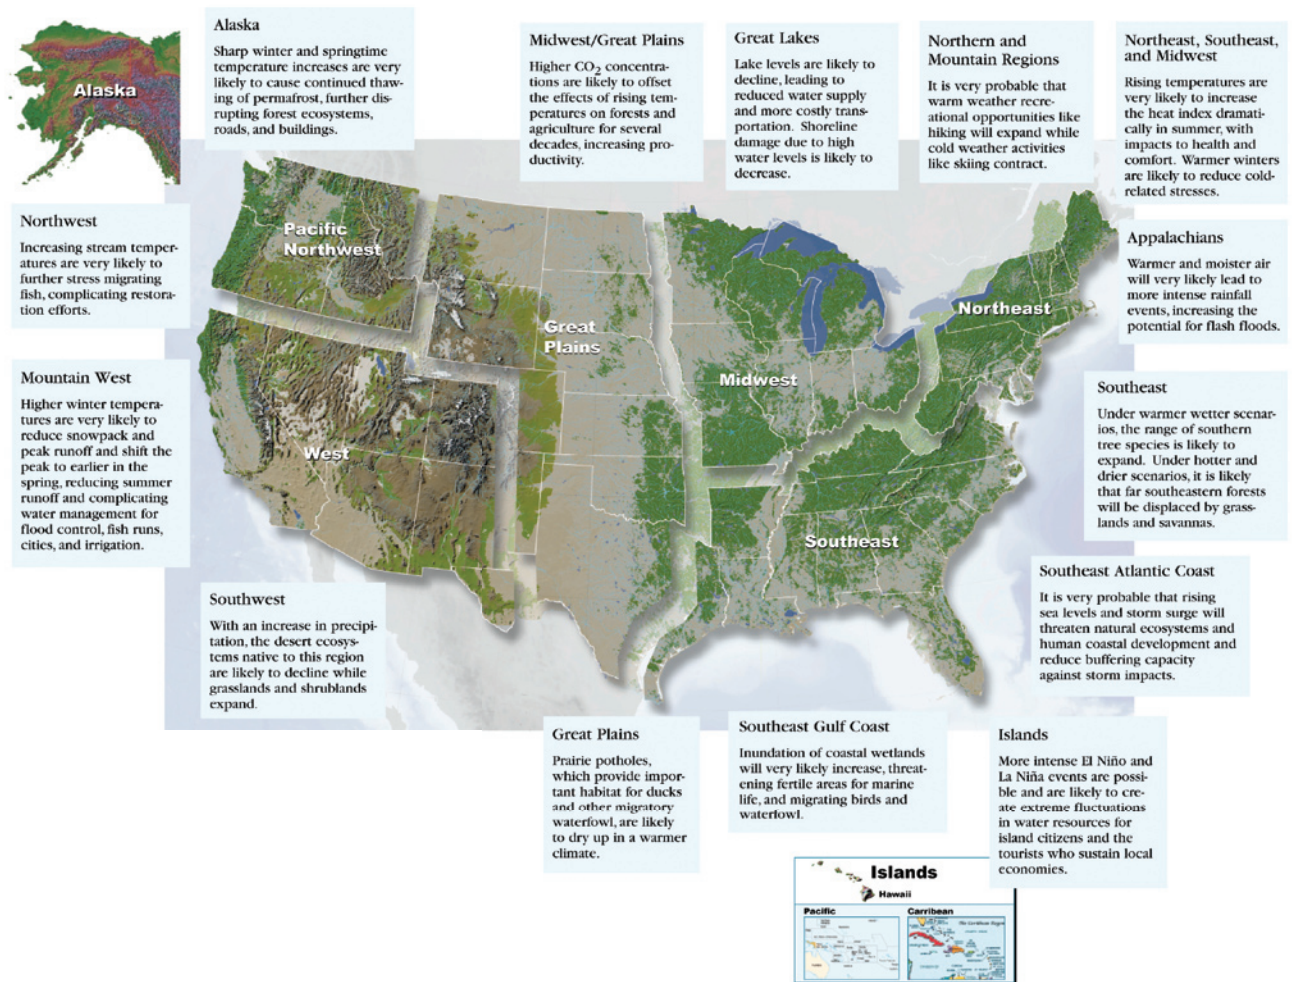 Alaska
Sharp winter and springtime
temperature increases are very
likely to cause continued thaw-
ing of permafrost, further dis-
rupting forest ecosystems,
roads, and buildings.
Alaska
Midwest/Great Plains
Higher CO2 concentra-
tions are likely to offset
the effects of rising tem-
peratures on forests and
agriculture for several
decades, increasing pro-
ductivity.
Great Lakes
Lake levels are likely to
decline, leading to
reduced water supply
and more costly trans-
portation. Shoreline
damage due to high
water levels is likely to
decrease.
Northern and
Mountain Regions
It is very probable that
warm weather recre-
ational opportunities like
hiking will expand while
cold weather activities
like skiing contract.
Northeast, Southeast,
and Midwest
Rising temperatures are
very likely to increase
the heat index dramati-
cally in summer, with
impacts to health and
comfort. Warmer winters
are likely to reduce cold-
related stresses.
Northwest
Increasing stream temper-
atures are very likely to
further stress migrating
fish, complicating restora-
tion efforts.
Appalachians
Warmer and moister air
will very likely lead to
more intense rainfall
events, increasing the
potential for flash floods.
Mountain West
Higher winter tempera-
tures are very likely to
reduce snowpack and
peak runoff and shift the
peak to earlier in the
spring, reducing summer
runoff and complicating
water management for
flood control, fish runs,
cities, and irrigation.
Pacific
Northwest
Great
Plains
Midwest
Northeast
West
Southeast
Southeast
Under warmer wetter scenar-
ios, the range of southern
tree species is likely to
expand. Under hotter and
drier scenarios, it is likely
that far southeastern forests
will be displaced by grass-
lands and savannas.
Southeast Atlantic Coast
It is very probable that rising
sea levels and storm surge will
threaten natural ecosystems and
human coastal development and
reduce buffering capacity
against storm impacts.
Southwest
With an increase in precipi-
tation, the desert ecosys-
tems native to this region
are likely to decline while
grasslands and shrublands
expand.
Great Plains
Prairie potholes,
which provide impor-
tant habitat for ducks
and other migratory
waterfowl, are likely
to dry up in a warmer
climate.
Southeast Gulf Coast
Inundation of coastal wetlands
will very likely increase, threat-
ening fertile areas for marine
life, and migrating birds and
waterfowl.
Islands
More intense El Niño and
La Niña events are possi-
ble and are likely to cre-
ate extreme fluctuations
in water resources for
island citizens and the
tourists who sustain local
economies.
Islands
Hawaii
Pacific
Carribean
The Caribbean Region